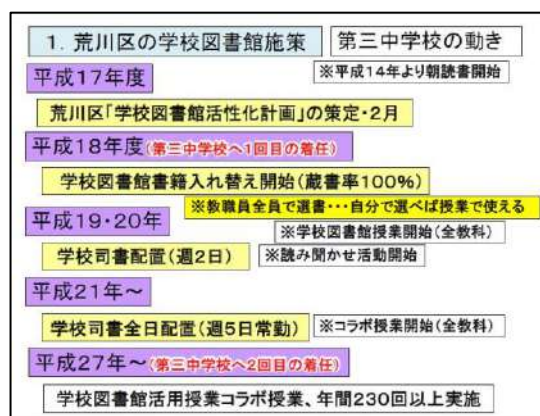 1. 荒川区の学校図書館施策 第三中学校の動き
平成17年度 ※平成14年より朝読書開始
荒川区「学校図書館活性化計画」の策定・2月
平成18年度(第三中学校へ1回目の着任)
学校図書館書籍入れ替え開始(蔵書率100%)
※教職員全員で選書・・・自分で選べば授業で使える
平成19・20年 ※学校図書館授業開始(全教科)
学校司書配置(週2日) ※読み聞かせ活動開始
平成21年～
学校司書全日配置(週5日常勤) ※コラボ授業開始(全教科)
平成27年～(第三中学校へ2回目の着任)
学校図書館活用授業コラボ授業、年間230回以上実施